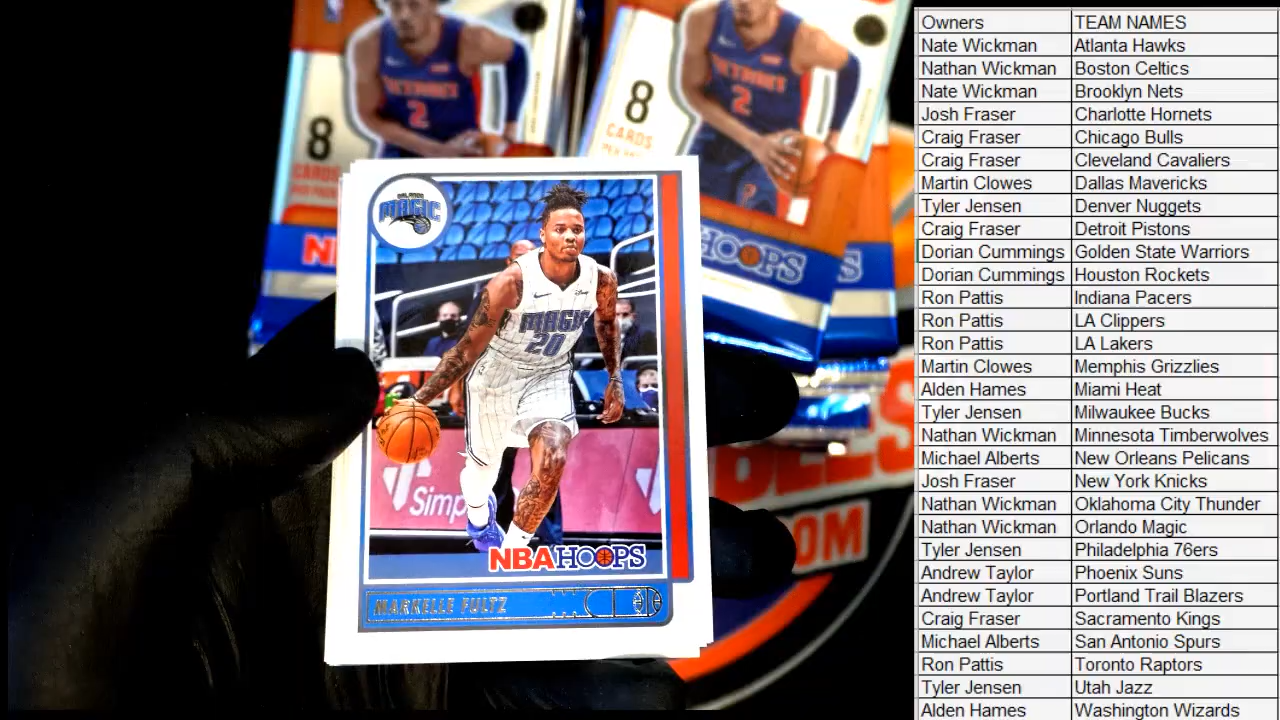 8
CARDS
DETROIT
2
NB
8
CARDS
DETROIT
2
HOOPS
MAGIC
MAGIC
20
Simp
NBA HOOPS
MARKELLE FULTZ
COM
Owners TEAM NAMES
Nate Wickman Atlanta Hawks
Nathan Wickman Boston Celtics
Nate Wickman Brooklyn Nets
Josh Fraser Charlotte Hornets
Craig Fraser Chicago Bulls
Craig Fraser Cleveland Cavaliers
Martin Clowes Dallas Mavericks
Tyler Jensen Denver Nuggets
Craig Fraser Detroit Pistons
Dorian Cummings Golden State Warriors
Dorian Cummings Houston Rockets
Ron Pattis Indiana Pacers
Ron Pattis LA Clippers
Ron Pattis LA Lakers
Martin Clowes Memphis Grizzlies
Alden Hames Miami Heat
Tyler Jensen Milwaukee Bucks
Nathan Wickman Minnesota Timberwolves
Michael Alberts New Orleans Pelicans
Josh Fraser New York Knicks
Nathan Wickman Oklahoma City Thunder
Nathan Wickman Orlando Magic
Tyler Jensen Philadelphia 76ers
Andrew Taylor Phoenix Suns
Andrew Taylor Portland Trail Blazers
Craig Fraser Sacramento Kings
Michael Alberts San Antonio Spurs
Ron Pattis Toronto Raptors
Tyler Jensen Utah Jazz
Alden Hames Washington Wizards